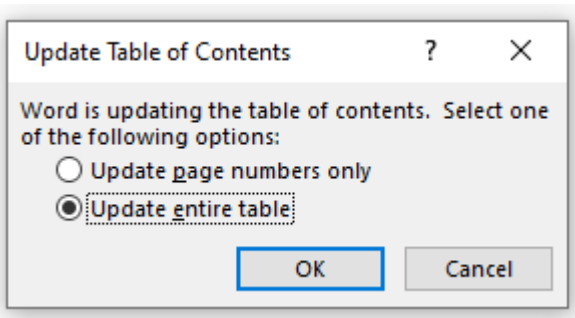 Update Table of Contents ?
Word is updating the table of contents. Select one
of the following options:
Update page numbers only
Update entire table
OK Cancel